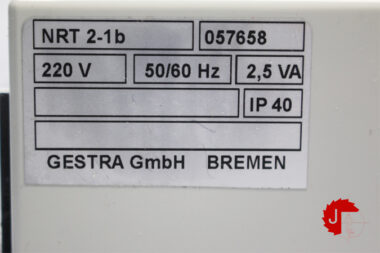 NRT 2-1b 057658
220 V 50/60 Hz 2,5 VA
IP 40
GESTRA GmbH BREMEN
J